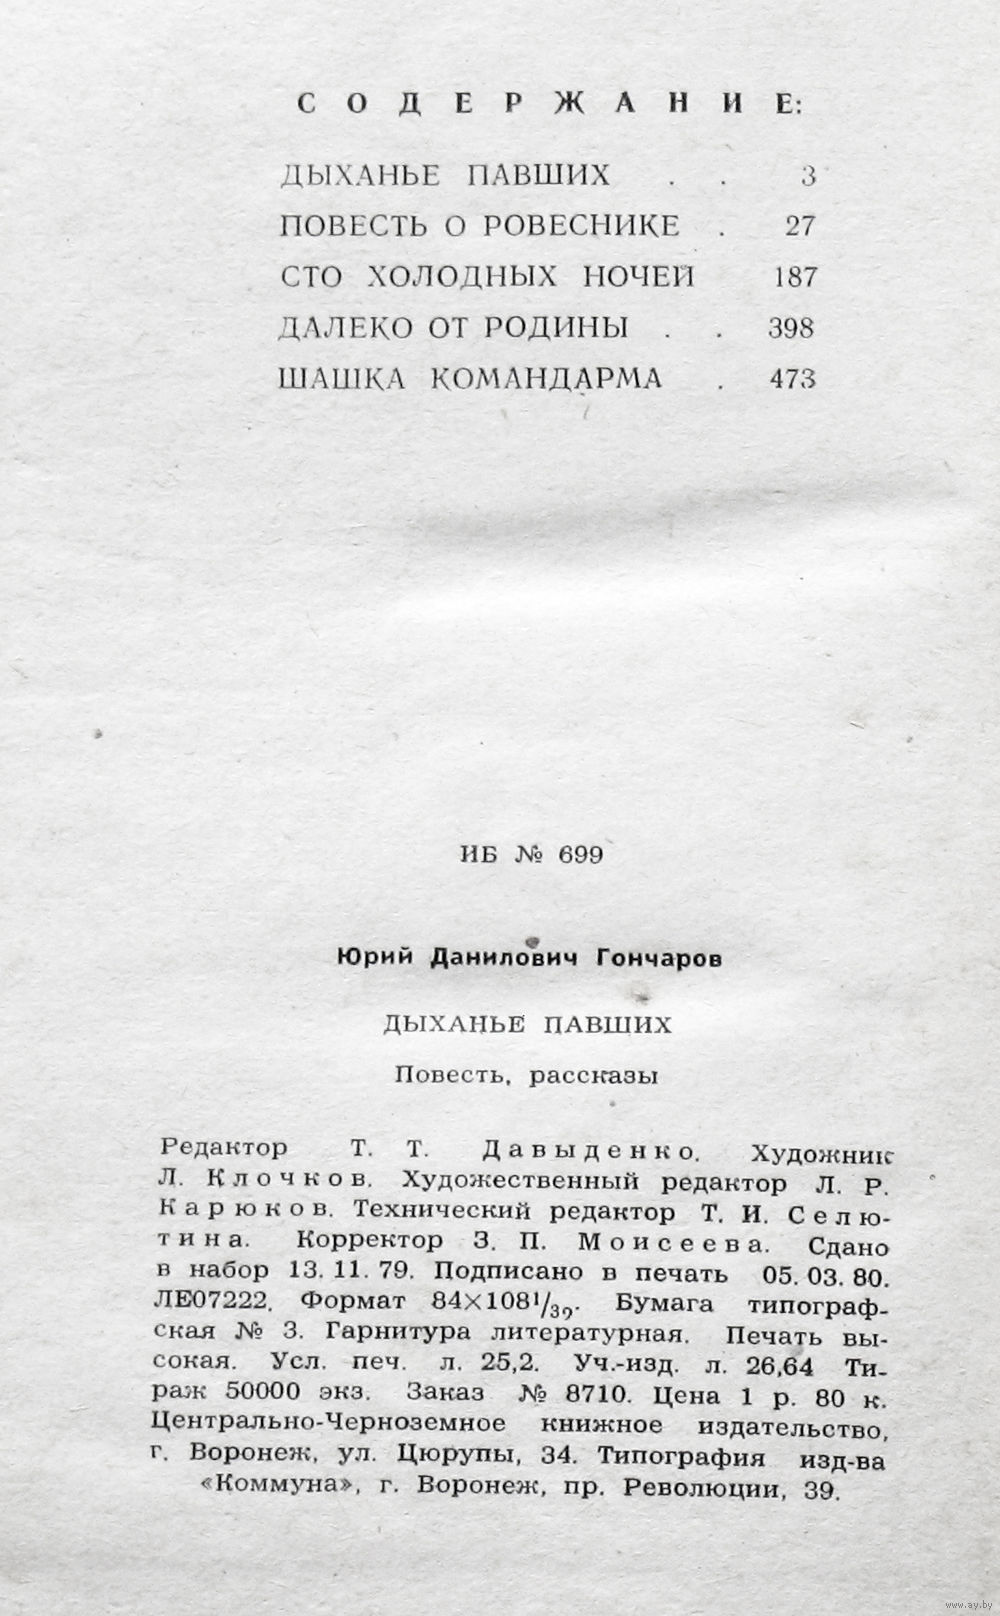 СОДЕРЖАНИЕ:
ДЫХАНЬЕ ПАВШИХ . . 3
ПОВЕСТЬ О РОВЕСНИКЕ . 27
СТО ХОЛОДНЫХ НОЧЕЙ 187
ДАЛЕКО ОТ РОДИНЫ . . 398
ШАШКА КОМАНДАРМА . 473
ИБ № 699
Юрий Данилович Гончаров
ДЫХАНЬЕ ПАВШИХ
Повесть, рассказы
Редактор Т. Т. Давыденко. Художник
Л. Клочков. Художественный редактор Л. Р.
Карюков. Технический редактор Т. И. Селю-
тина. Корректор З. П. Моисеева. Сдано
в набор 13. 11. 79. Подписано в печать 05. 03. 80.
ЛЕ07222. Формат 84×108¹/₃₉. Бумага типограф-
ская № 3. Гарнитура литературная. Печать вы-
сокая. Усл. печ. л. 25,2. Уч.-изд. л. 26,64 Ти-
раж 50000 экз. Заказ № 8710. Цена 1 р. 80 к.
Центрально-Черноземное книжное издательство,
г. Воронеж, ул. Цюрупы, 34. Типография изд-ва
«Коммуна», г. Воронеж, пр. Революции, 39.
www.ay.by